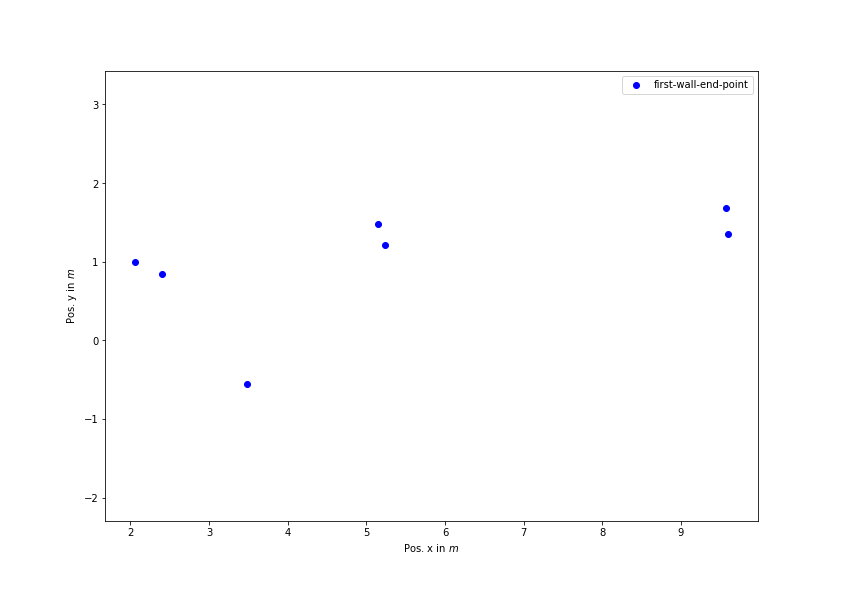 first-wall-end-point
3
2
1
0
−1
−2
Pos. y in m
2 3 4 5 6 7 8 9
Pos. x in m